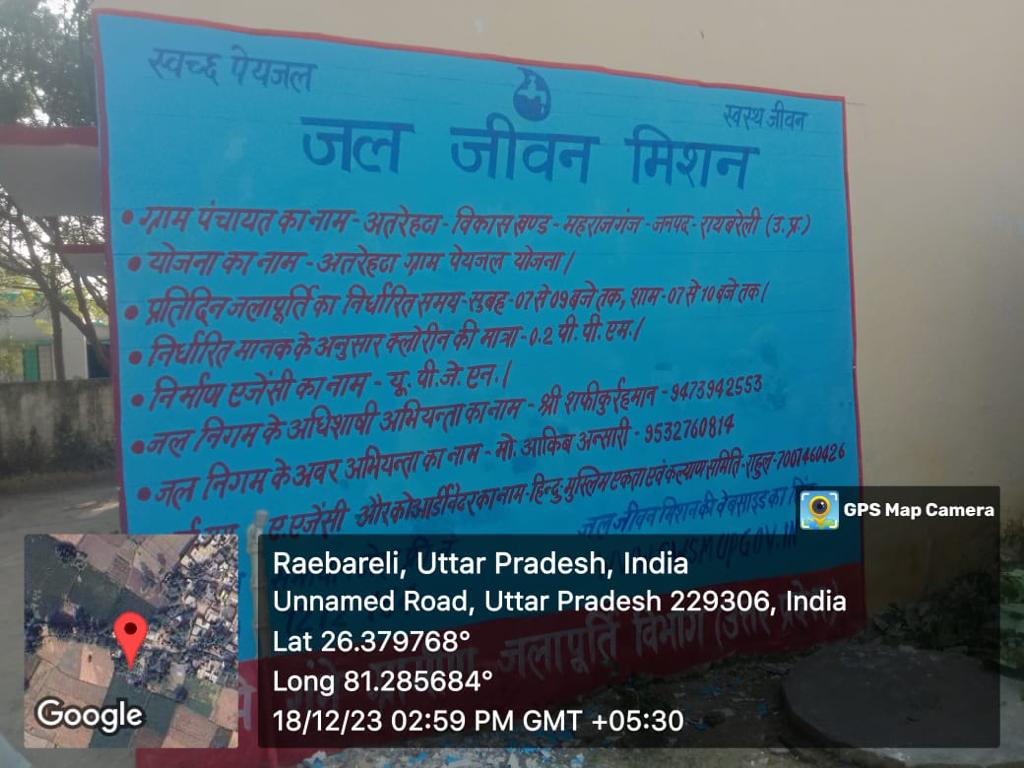 स्वच्छ पेयजल
स्वस्थ जीवन
जल जीवन मिशन
• ग्राम पंचायत का नाम - अतरेहटा - विकास खण्ड - महराजगंज - जनपद - रायबरेली (उ.प्र.)
• योजना का नाम - अतरेहटा ग्राम पेयजल योजना।
• प्रतिदिन जलापूर्ति का निर्धारित समय - सुबह - 07 से 09 बजे तक, शाम - 07 से 10 बजे तक।
• निर्धारित मानक के अनुसार क्लोरीन की मात्रा - 0.2 पी. पी. एम.।
• निर्माण एजेंसी का नाम - यू. पी. जे. एन.।
• जल निगम के अधिशाषी अभियन्ता का नाम - श्री शफीकुर्रहमान - 9473942553
• जल निगम के अवर अभियन्ता का नाम - मो. आकिब अन्सारी - 9532760814
एजेंसी और कोआर्डीनेटर का नाम - हिन्दू मुस्लिम एकता एवं कल्याण समिति - राहुल - 7007460426
जल जीवन मिशन की वेबसाइड का
जलापूर्ति विभाग (उत्तर प्रदेश)
GPS Map Camera
Raebareli, Uttar Pradesh, India
Unnamed Road, Uttar Pradesh 229306, India
Lat 26.379768°
Long 81.285684°
18/12/23 02:59 PM GMT +05:30
Google